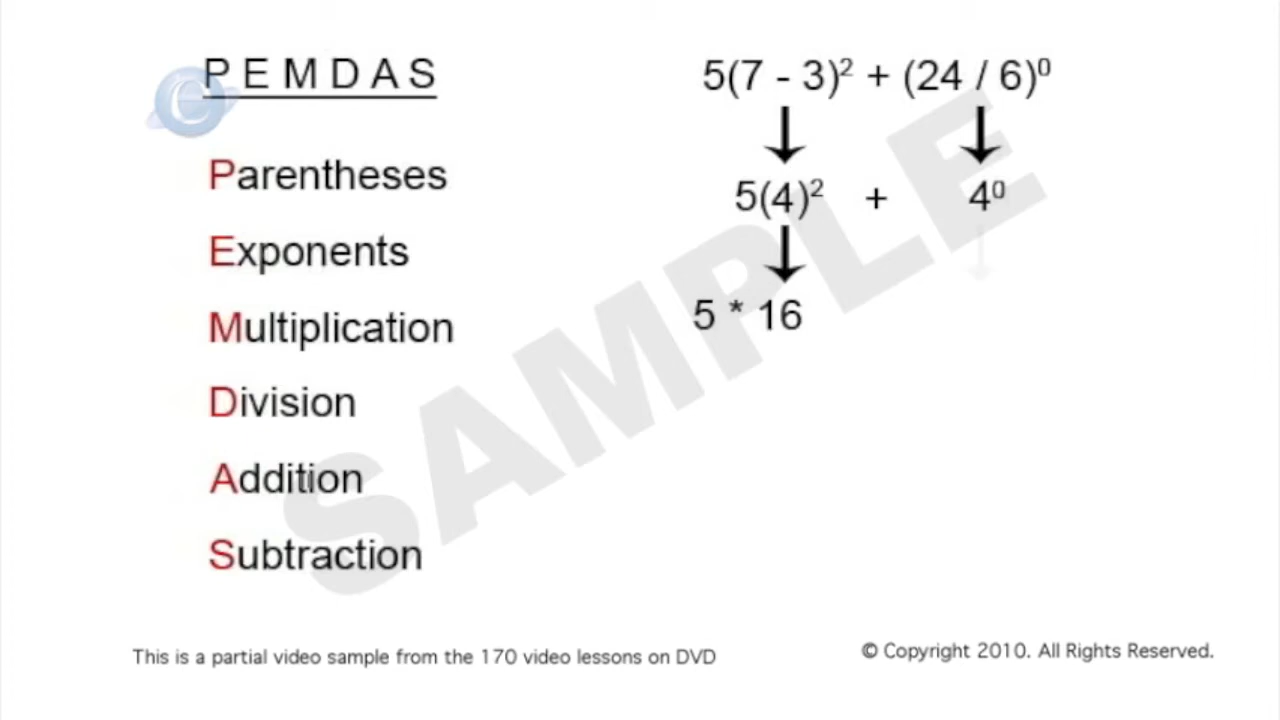 P E M D A S
Parentheses
Exponents
Multiplication
Division
Addition
Subtraction
5(7 - 3)² + (24 / 6)⁰
5(4)² + 4⁰
5 * 16
SAMPLE
This is a partial video sample from the 170 video lessons on DVD
© Copyright 2010. All Rights Reserved.